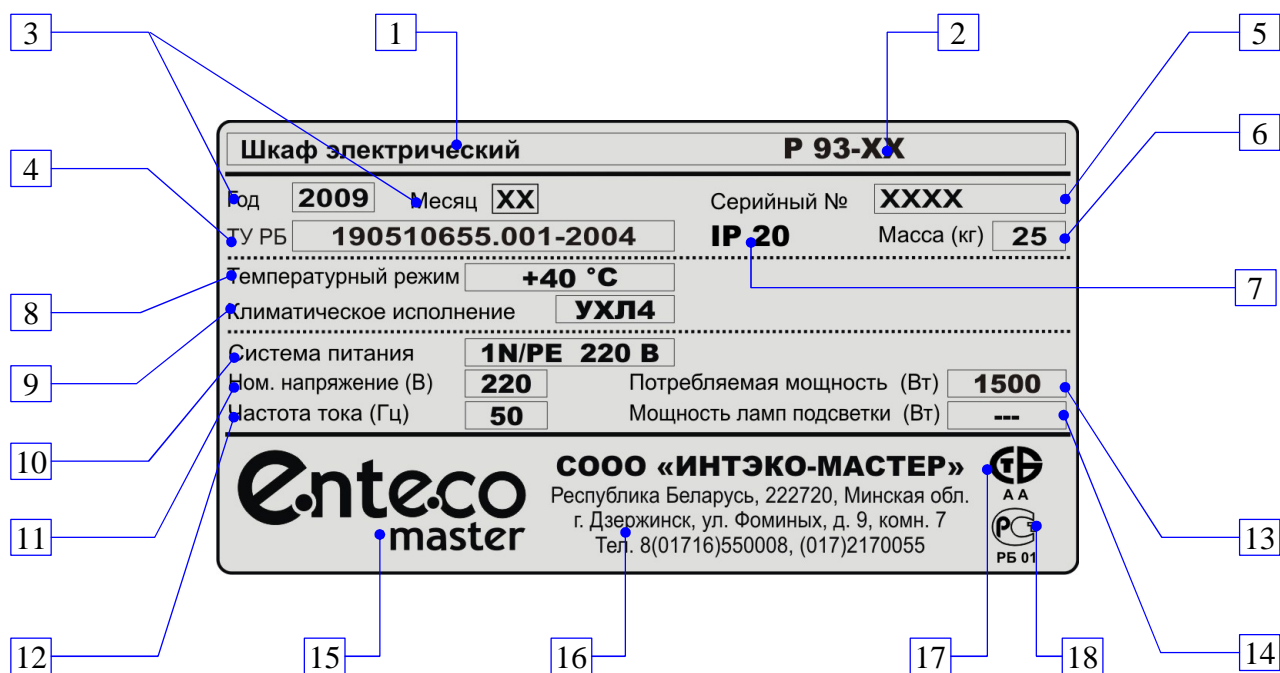 3 1 2 5
Шкаф электрический Р 93-XX
6
4
Год 2009 Месяц XX Серийный № XXXX
ТУ РБ 190510655.001-2004 IP 20 Масса (кг) 25
Температурный режим +40 °C
7
8
Климатическое исполнение УХЛ4
Система питания 1N/PE 220 В
9
Ном. напряжение (В) 220 Потребляемая мощность (Вт) 1500
Частота тока (Гц) 50 Мощность ламп подсветки (Вт) ---
10
enteco
master
СООО «ИНТЭКО-МАСТЕР»
Республика Беларусь, 222720, Минская обл.
г. Дзержинск, ул. Фоминых, д. 9, комн. 7
Тел. 8(01716)550008, (017)2170055
СТБ
А А
РСТ
РБ 01
11 13
12 15 16 17 18 14